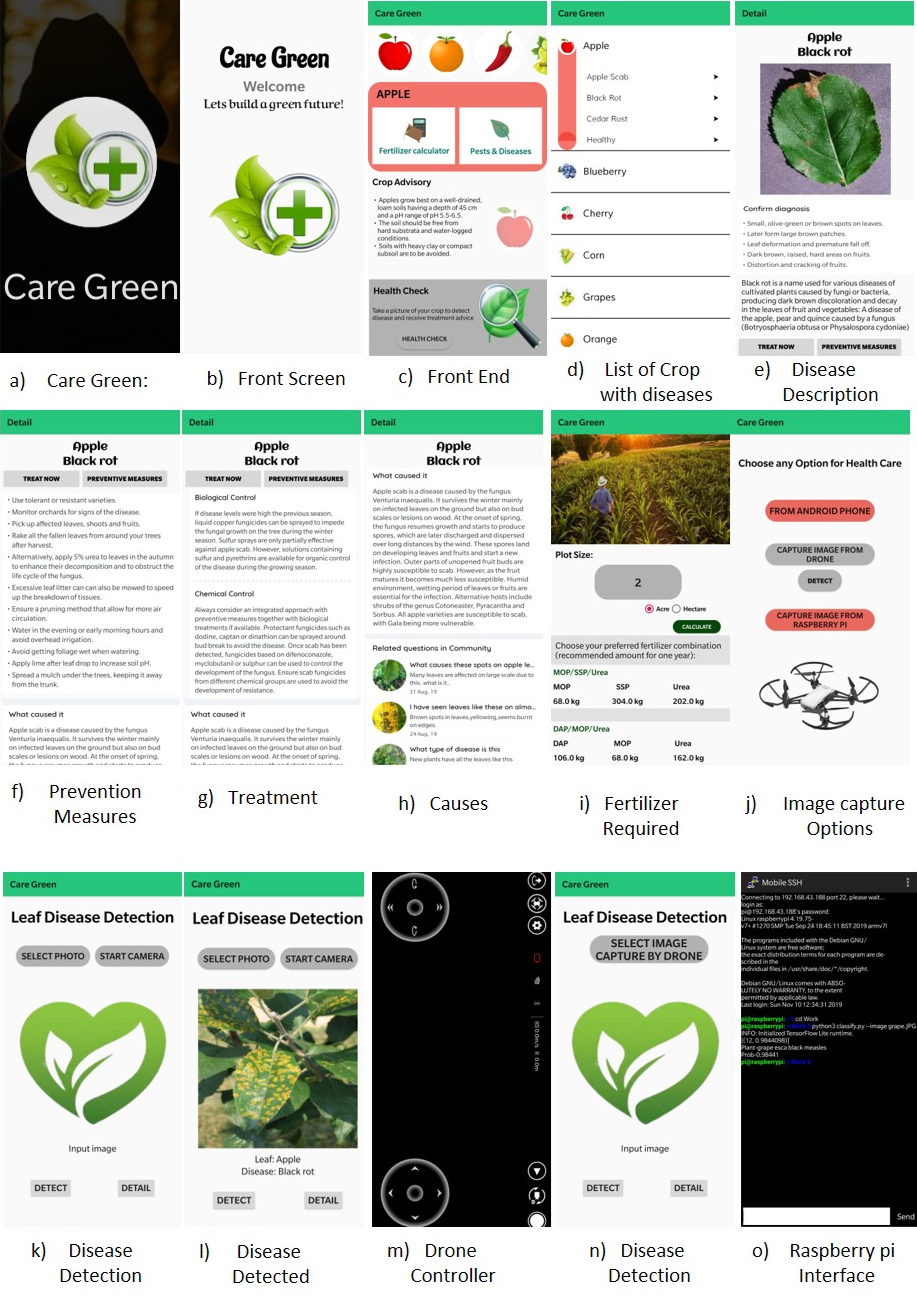 Care Green
a) Care Green:
Care Green
Welcome
Lets build a green future!
b) Front Screen
Care Green
APPLE
Fertilizer calculator
Pests & Diseases
Crop Advisory
• Apples grow best on a well-drained,
loam soils having a depth of 45 cm
and a pH range of pH 5.5-6.5.
• The soil should be free from
hard substrata and water-logged
conditions.
• Soils with heavy clay or compact
subsoil are to be avoided.
Health Check
Take a picture of your crop to detect
disease and receive treatment advice
HEALTH CHECK
c) Front End
Care Green
Apple
Apple Scab
Black Rot
Cedar Rust
Healthy
Blueberry
Cherry
Corn
Grapes
Orange
d) List of Crop
with diseases
Detail
Apple
Black rot
Confirm diagnosis
• Small, olive-green or brown spots on leaves.
• Later form large brown patches.
• Leaf deformation and premature fall off.
• Dark brown, raised, hard areas on fruits.
• Distortion and cracking of fruits.
Black rot is a name used for various diseases of
cultivated plants caused by fungi or bacteria,
producing dark brown discoloration and decay
in the leaves of fruit and vegetables: A disease of
the apple, pear and quince caused by a fungus
(Botryosphaeria obtusa or Physalospora cydoniae)
TREAT NOW
PREVENTIVE MEASURES
e) Disease
Description
Detail
Apple
Black rot
TREAT NOW
PREVENTIVE MEASURES
• Use tolerant or resistant varieties.
• Monitor orchards for signs of the disease.
• Pick up affected leaves, shoots and fruits.
• Rake all the fallen leaves from around your trees
after harvest.
• Alternatively, apply 5% urea to leaves in the autumn
to enhance their decomposition and to obstruct the
life cycle of the fungus.
• Excessive leaf litter can can also be mowed to speed
up the breakdown of tissues.
• Ensure a pruning method that allow for more air
circulation.
• Water in the evening or early morning hours and
avoid overhead irrigation.
• Avoid getting foliage wet when watering.
• Apply lime after leaf drop to increase soil pH.
• Spread a mulch under the trees, keeping it away
from the trunk.
What caused it
Apple scab is a disease caused by the fungus
Venturia inaequalis. It survives the winter mainly
on infected leaves on the ground but also on bud
scales or lesions on wood. At the onset of spring,
the fungus resumes growth and starts to produce
f) Prevention
Measures
Detail
Apple
Black rot
TREAT NOW
PREVENTIVE MEASURES
Biological Control
If disease levels were high the previous season,
liquid copper fungicides can be sprayed to impede
the fungal growth on the tree during the winter
season. Sulfur sprays are only partially effective
against apple scab. However, solutions containing
sulfur and pyrethrins are available for organic control
of the disease during the growing season.
Chemical Control
Always consider an integrated approach with
preventive measures together with biological
treatments if available. Protectant fungicides such as
dodine, captan or dinathion can be sprayed around
bud break to avoid the disease. Once scab has been
detected, fungicides based on difenoconazole,
myclobutanil or sulphur can be used to control the
development of the fungus. Ensure scab fungicides
from different chemical groups are used to avoid the
development of resistance.
What caused it
Apple scab is a disease caused by the fungus
Venturia inaequalis. It survives the winter mainly
on infected leaves on the ground but also on bud
scales or lesions on wood. At the onset of spring,
the fungus resumes growth and starts to produce
g) Treatment
Detail
Apple
Black rot
What caused it
Apple scab is a disease caused by the fungus
Venturia inaequalis. It survives the winter mainly
on infected leaves on the ground but also on bud
scales or lesions on wood. At the onset of spring,
the fungus resumes growth and starts to produce
spores, which are later discharged and dispersed
over long distances by the wind. These spores land
on developing leaves and fruits and start a new
infection. Outer parts of unopened fruit buds are
highly susceptible to scab. However, as the fruit
matures it becomes much less susceptible. Humid
environment, wetting period of leaves or fruits are
essential for the infection. Alternative hosts include
shrubs of the genus Cotoneaster, Pyracantha and
Sorbus. All apple varieties are susceptible to scab,
with Gala being more vulnerable.
Related questions in Community
What causes these spots on apple le...
Many leaves are affected on large scale due to
this. what is it..
31 Aug, 19
I have seen leaves like these on almo...
Brown spots in leaves,yellowing,seems burnt
on edges.
24 Aug, 19
What type of disease is this
New plants have all the leaves like this
h) Causes
Care Green
Plot Size:
2
Acre Hectare
CALCULATE
Choose your preferred fertilizer combination
(recommended amount for one year):
MOP/SSP/Urea
MOP SSP Urea
68.0 kg 304.0 kg 202.0 kg
DAP/MOP/Urea
DAP MOP Urea
106.0 kg 68.0 kg 162.0 kg
i) Fertilizer
Required
Care Green
Choose any Option for Health Care
FROM ANDROID PHONE
CAPTURE IMAGE FROM
DRONE
DETECT
CAPTURE IMAGE FROM
RASPBERRY PI
j) Image capture
Options
Care Green
Leaf Disease Detection
SELECT PHOTO
START CAMERA
Input image
DETECT
DETAIL
k) Disease
Detection
Care Green
Leaf Disease Detection
SELECT PHOTO
START CAMERA
Leaf: Apple
Disease: Black rot
DETECT
DETAIL
l) Disease
Detected
m) Drone
Controller
Care Green
Leaf Disease Detection
SELECT IMAGE
CAPTURE BY DRONE
Input image
DETECT
DETAIL
n) Disease
Detection
Mobile SSH
Connecting to 192.168.43.188 port 22, please wait...
login as:
pi@192.168.43.188's password:
Linux raspberrypi 4.19.75-
v7+ #1270 SMP Tue Sep 24 18:45:11 BST 2019 armv7l
The programs included with the Debian GNU/
Linux system are free software;
the exact distribution terms for each program are de-
scribed in the
individual files in /usr/share/doc/*/copyright.
Debian GNU/Linux comes with ABSO-
LUTELY NO WARRANTY, to the extent
permitted by applicable law.
Last login: Sun Nov 10 12:34:31 2019
pi@raspberrypi: cd Work
pi@raspberrypi: python3 classify.py --image grape.JPG
INFO: Initialized TensorFlow Lite runtime.
[(12, 0.9844098)]
Plant-grape esca black measles
Prob-0.98441
pi@raspberrypi:
Send
o) Raspberry pi
Interface